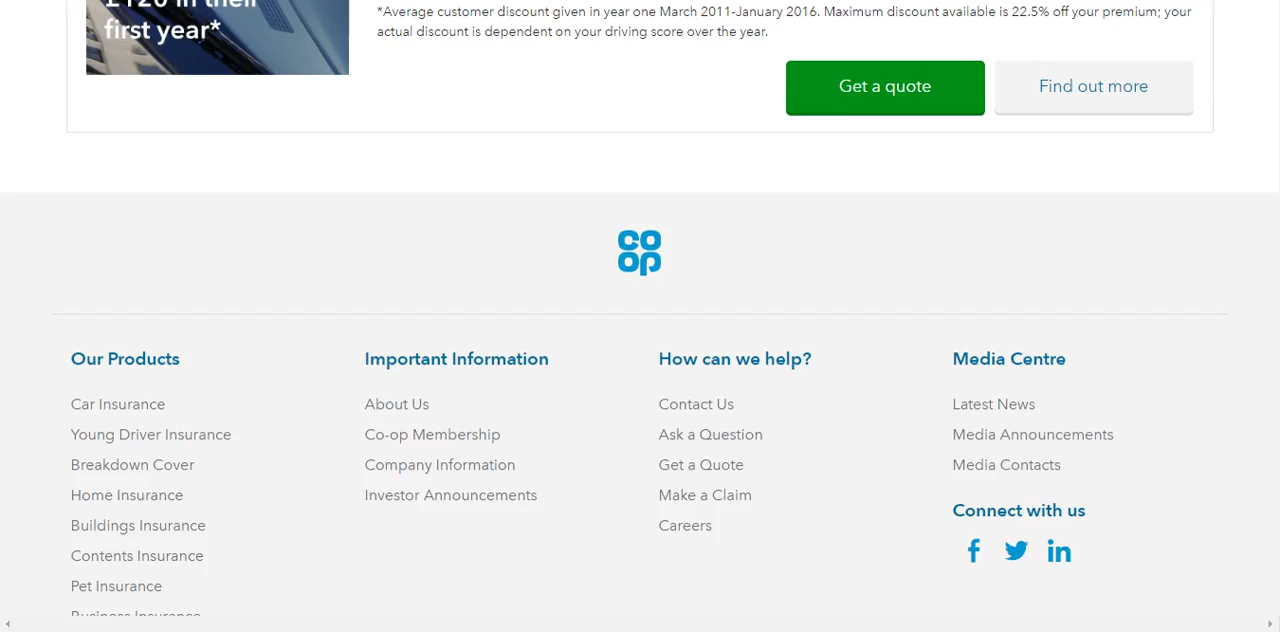 £120 in their
first year*
*Average customer discount given in year one March 2011-January 2016. Maximum discount available is 22.5% off your premium; your
actual discount is dependent on your driving score over the year.
Get a quote
Find out more
co
op
Our Products
Car Insurance
Young Driver Insurance
Breakdown Cover
Home Insurance
Buildings Insurance
Contents Insurance
Pet Insurance
Business Insurance
Important Information
About Us
Co-op Membership
Company Information
Investor Announcements
How can we help?
Contact Us
Ask a Question
Get a Quote
Make a Claim
Careers
Media Centre
Latest News
Media Announcements
Media Contacts
Connect with us